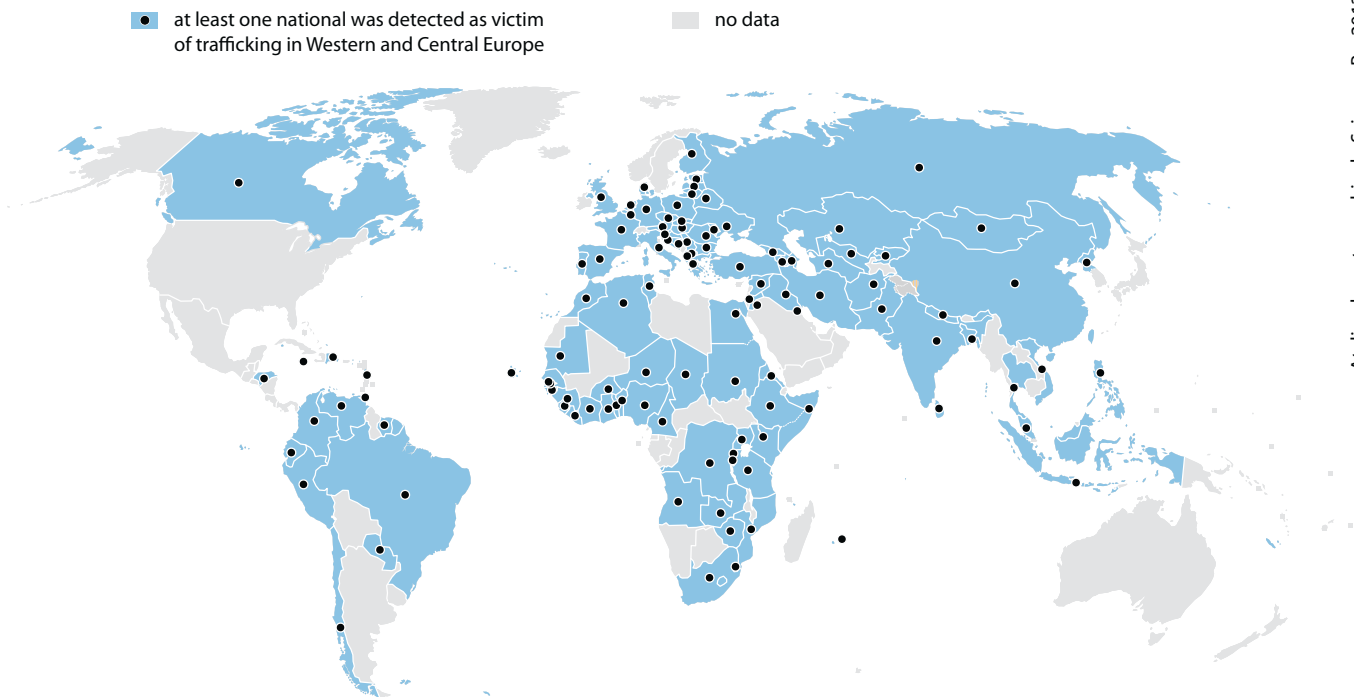 at least one national was detected as victim
of trafficking in Western and Central Europe
no data